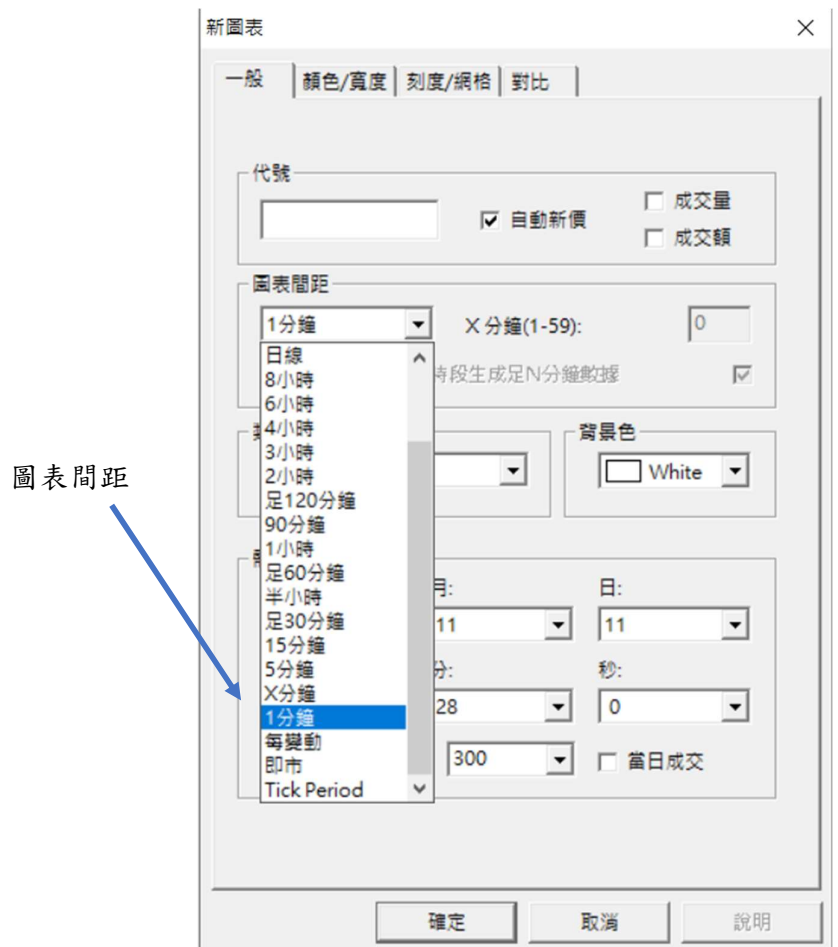 新圖表
一般 顏色/寬度 刻度/網格 對比
代號
自動新價
成交量
成交額
圖表間距
1分鐘
X 分鐘(1-59):
0
時段生成足N分鐘數據
日線
8小時
6小時
4小時
3小時
2小時
足120分鐘
90分鐘
1小時
足60分鐘
半小時
足30分鐘
15分鐘
5分鐘
X分鐘
1分鐘
每變動
即市
Tick Period
背景色
White
圖表間距
月:
日:
11
11
分:
秒:
28
0
300
當日成交
確定
取消
說明